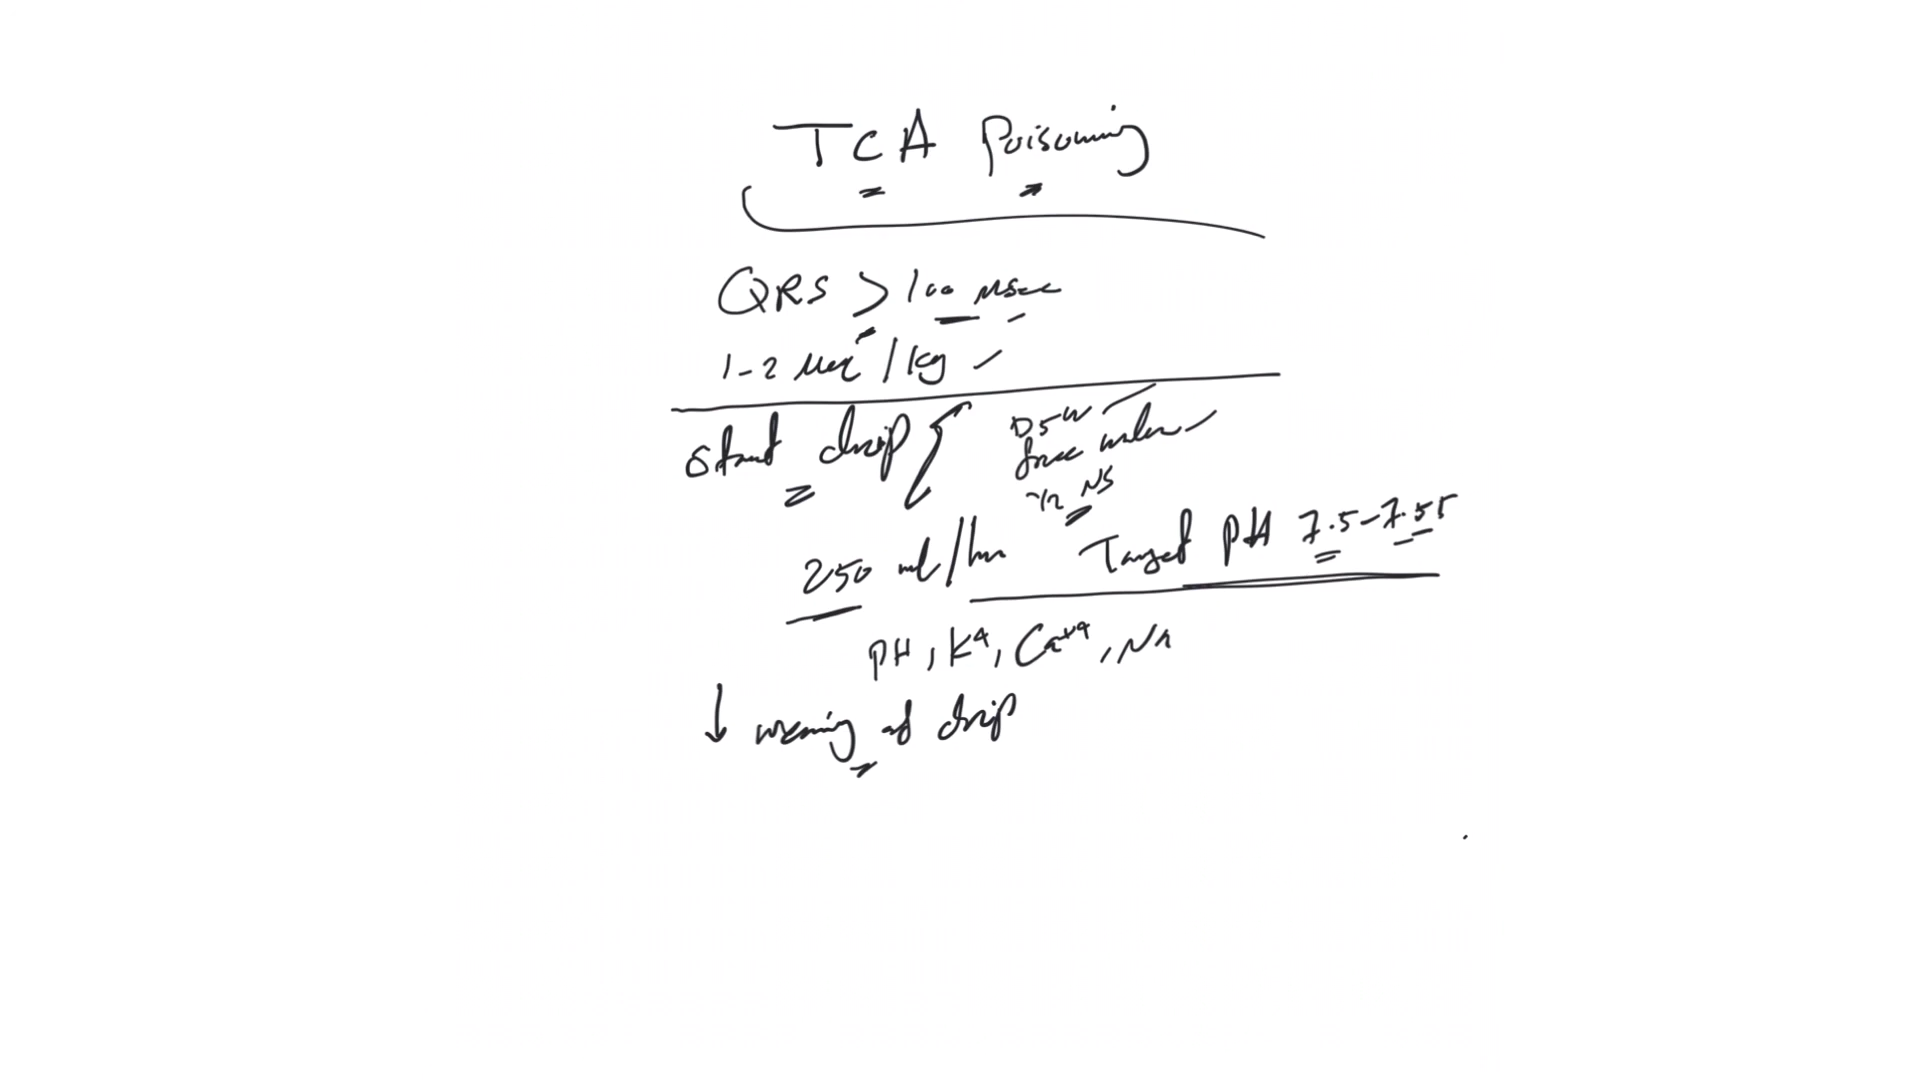 TCA Poisoning
QRS > 100 msec
1-2 meq/kg
start drip { D5W
free water
1/2 NS
250 ml/hr Target PH 7.5-7.55
PH, K+, Ca++, Na
↓ weaning of drip